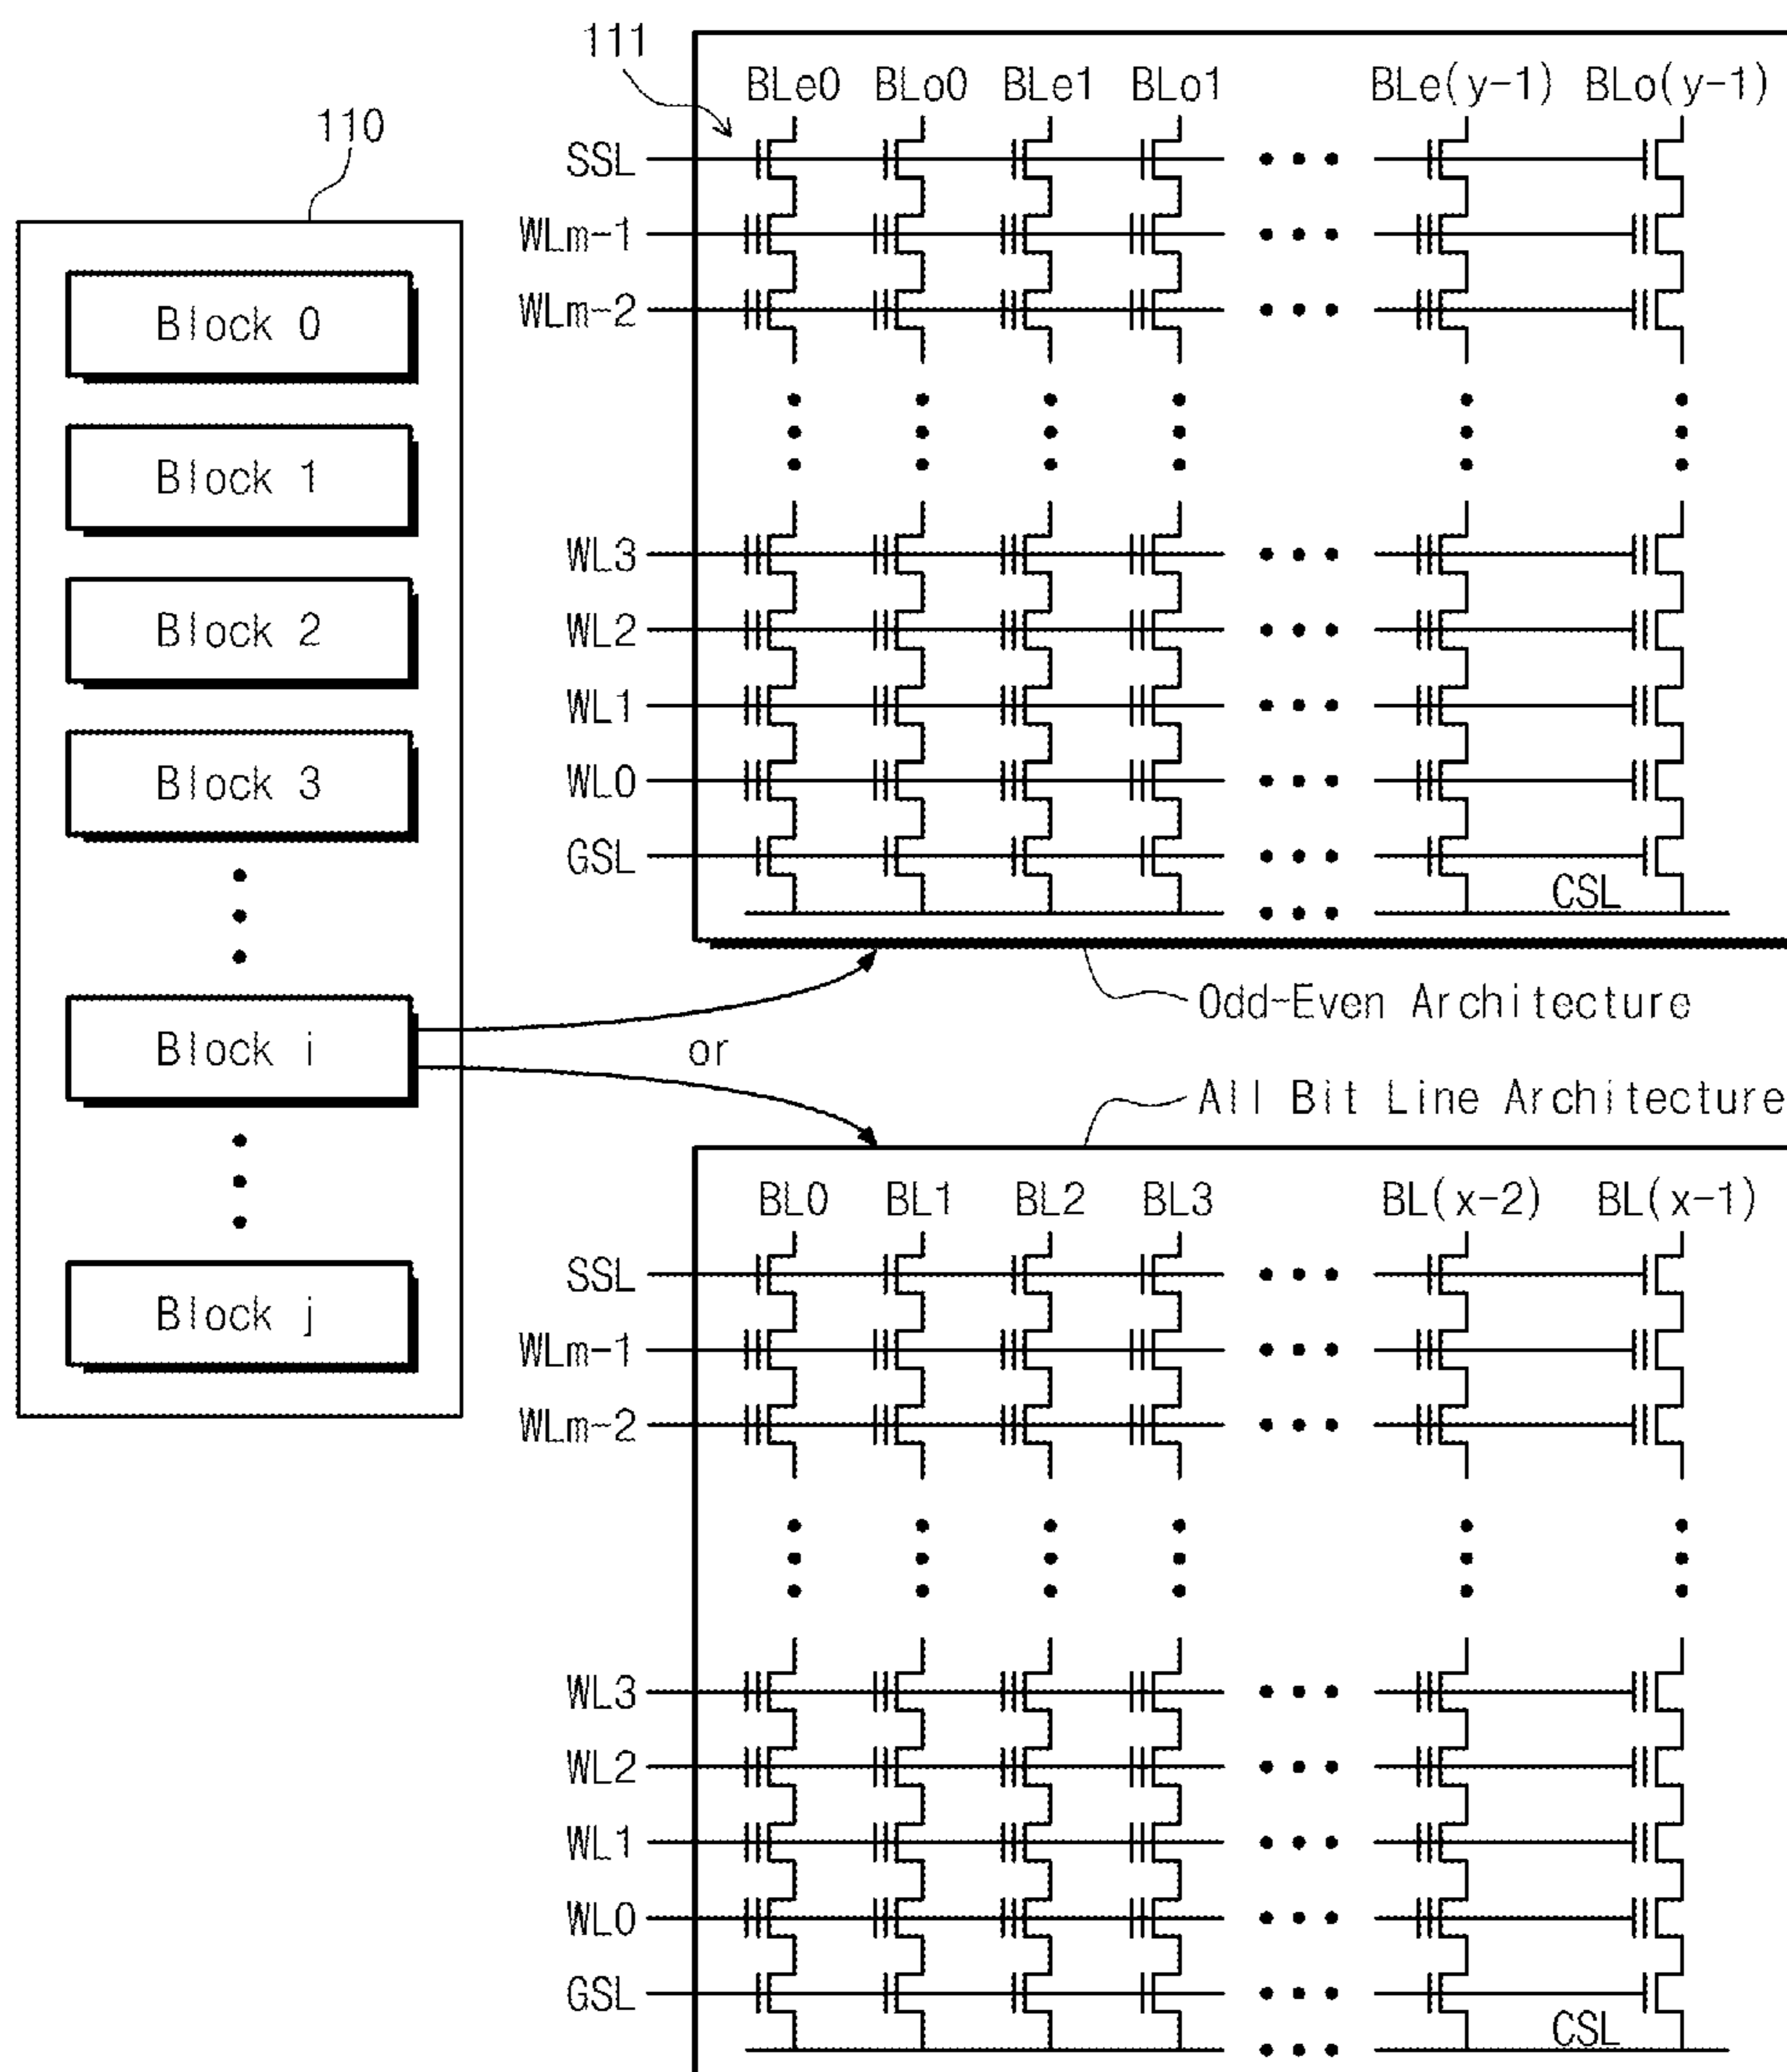 110
Block 0
Block 1
Block 2
Block 3
Block i
Block j
or
111
BLe0 BLo0 BLe1 BLo1 BLe(y-1) BLo(y-1)
SSL
WLm-1
WLm-2
WL3
WL2
WL1
WL0
GSL
CSL
Odd-Even Architecture
All Bit Line Architecture
BL0 BL1 BL2 BL3 BL(x-2) BL(x-1)
SSL
WLm-1
WLm-2
WL3
WL2
WL1
WL0
GSL
CSL